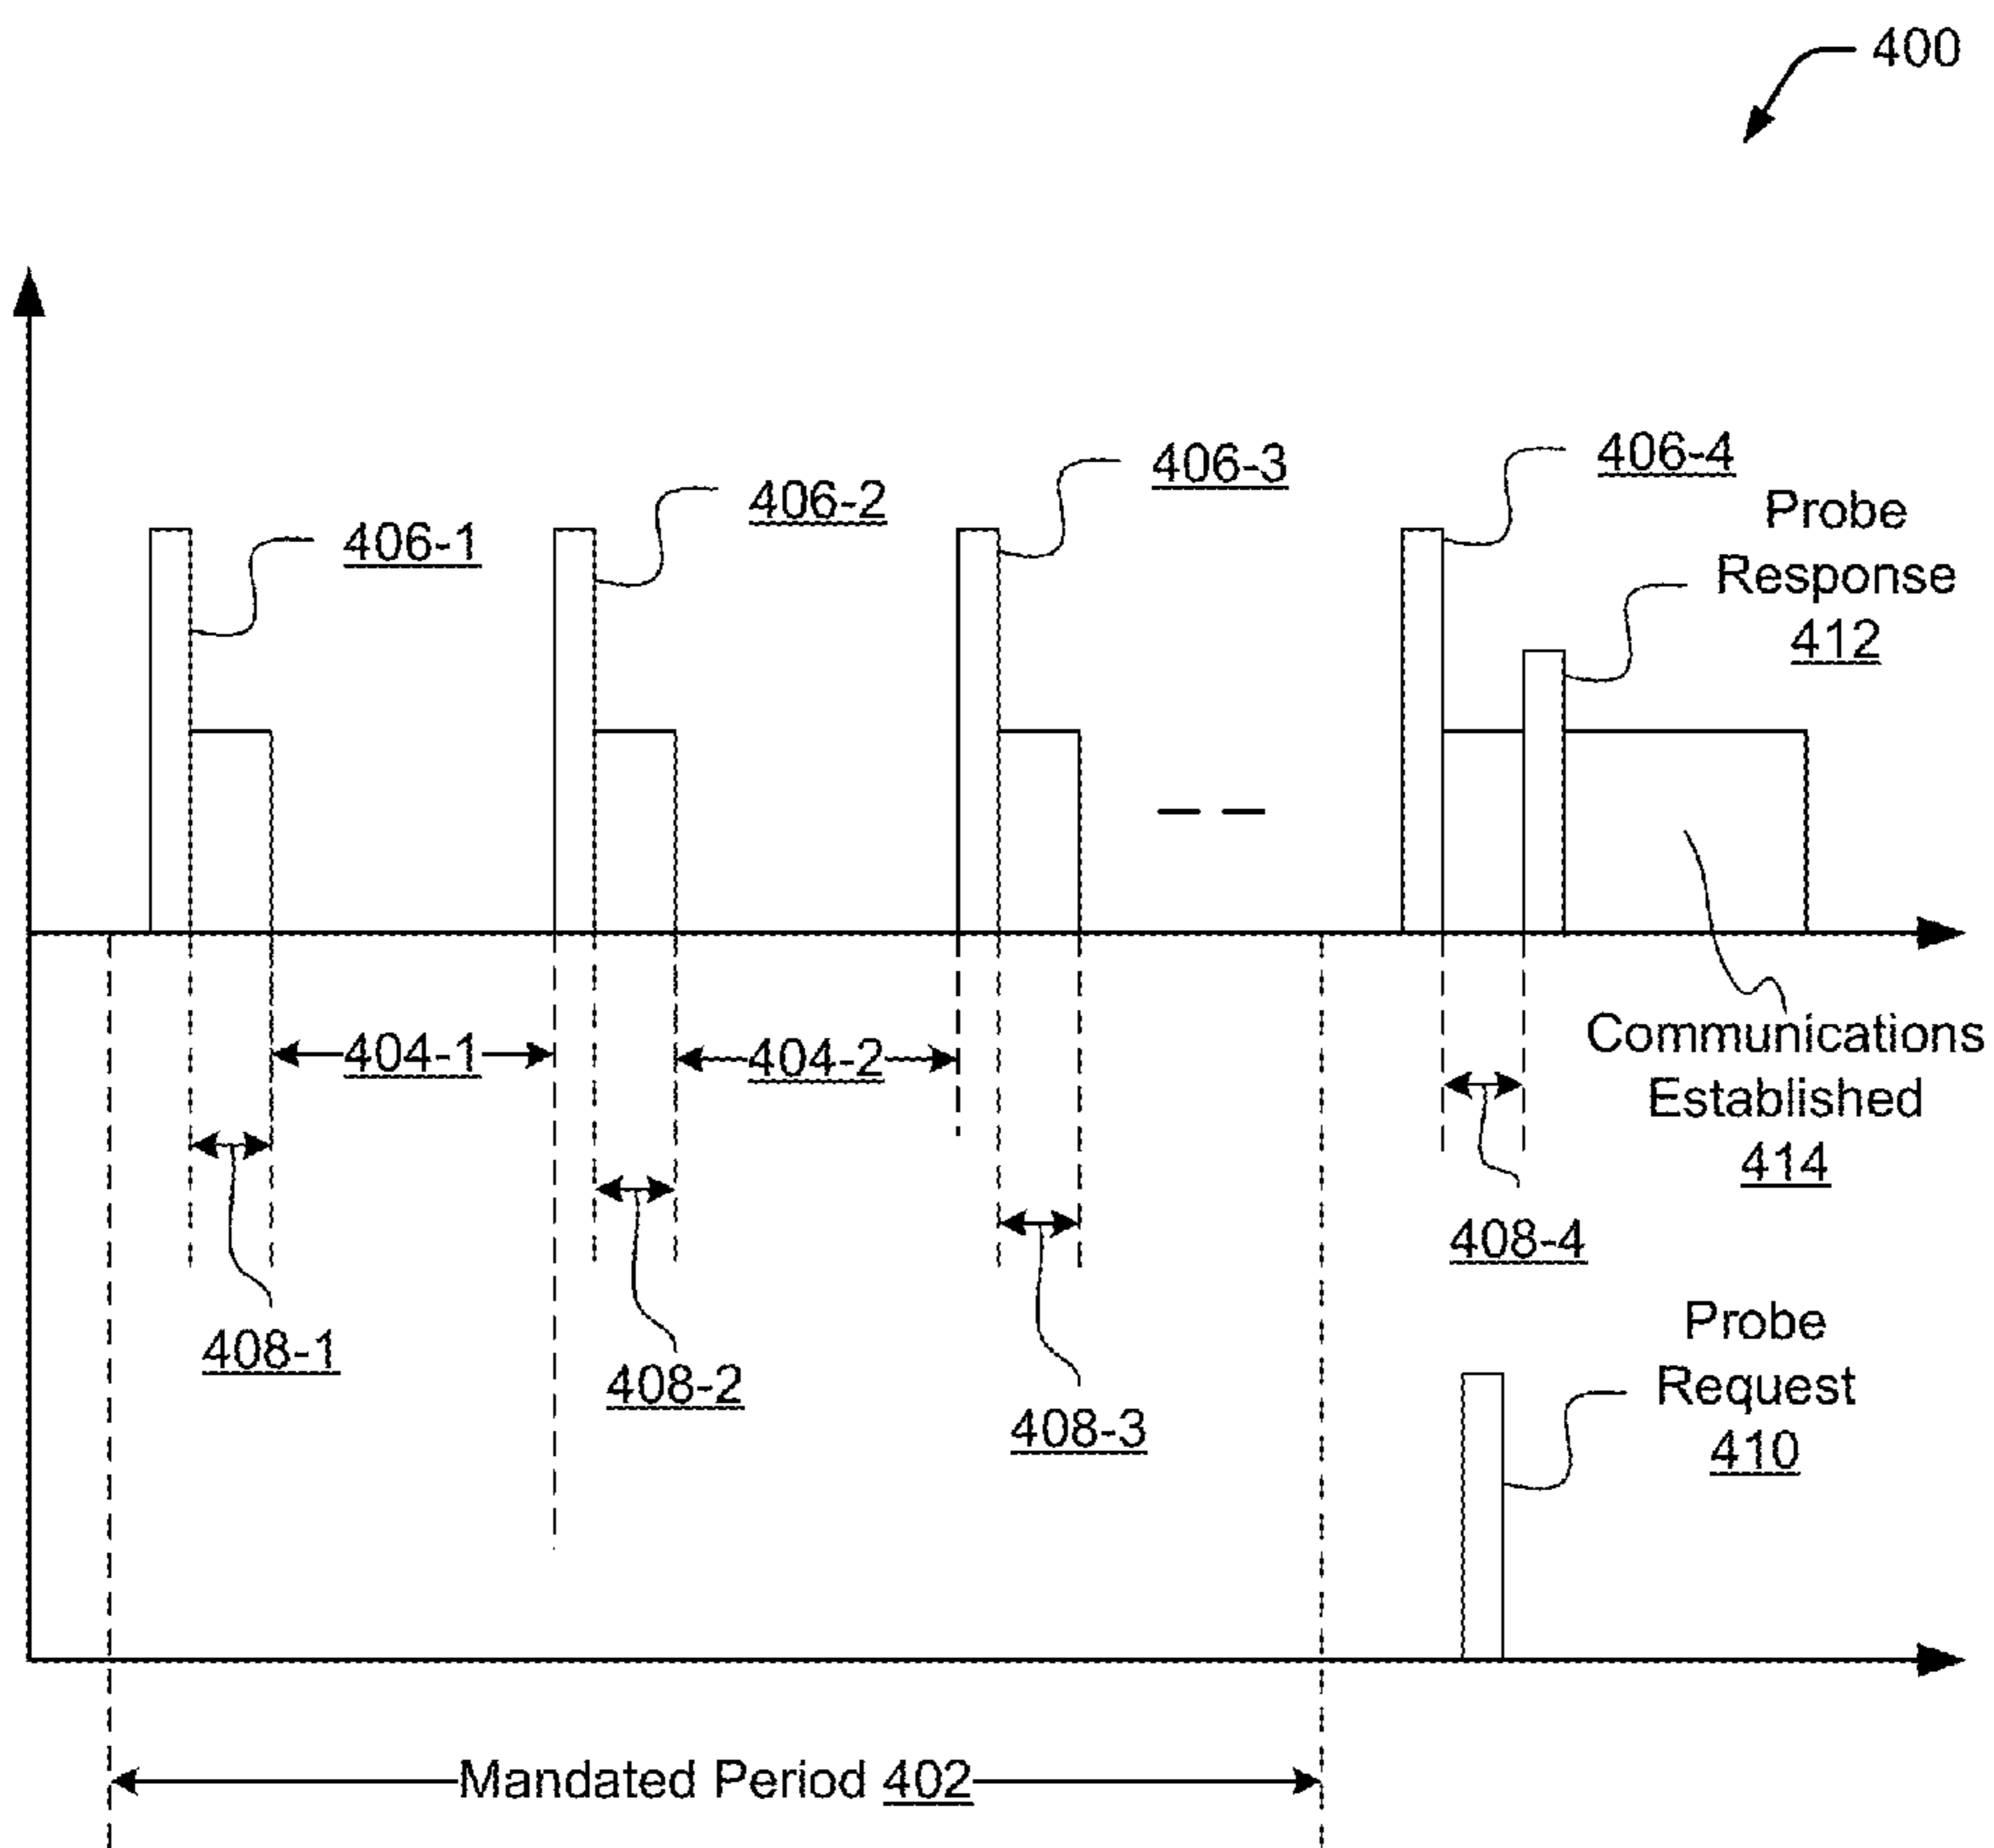 400
406-1
406-2
406-3
406-4
Probe
Response
412
404-1
404-2
Communications
Established
414
408-1
408-2
408-3
408-4
Probe
Request
410
Mandated Period 402